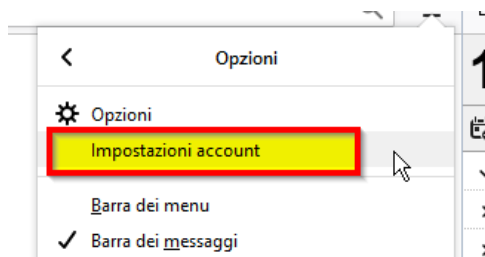 Opzioni
Opzioni
Impostazioni account
Barra dei menu
Barra dei messaggi